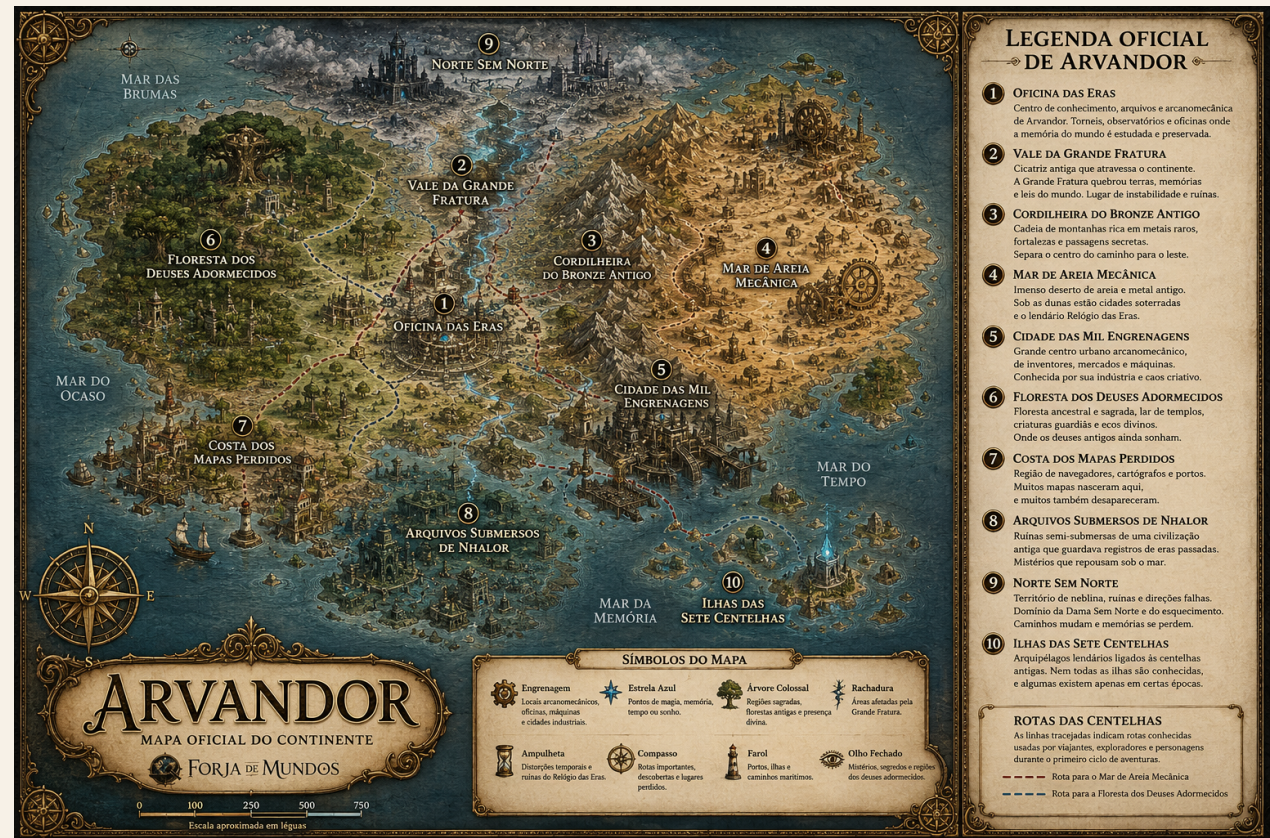 MAR DAS
BRUMAS
9
NORTE SEM NORTE
2
VALE DA GRANDE
FRATURA
6
FLORESTA DOS
DEUSES ADORMECIDOS
3
CORDILHEIRA
DO BRONZE ANTIGO
4
MAR DE AREIA
MECÂNICA
1
OFICINA DAS ERAS
MAR DO
OCASO
5
CIDADE DAS MIL
ENGRENAGENS
7
COSTA DOS
MAPAS PERDIDOS
MAR DO
TEMPO
8
ARQUIVOS SUBMERSOS
DE NHALOR
10
ILHAS DAS
SETE CENTELHAS
MAR DA
MEMÓRIA
N
W
E
S
ARVANDOR
MAPA OFICIAL DO CONTINENTE
FORJA DE MUNDOS
0 100 250 500 750
Escala aproximada em léguas
SÍMBOLOS DO MAPA
Engrenagem
Locais arcanomecânicos,
oficinas, máquinas
e cidades industriais.
Estrela Azul
Pontos de magia, memória,
tempo ou sonho.
Árvore Colossal
Regiões sagradas,
florestas antigas e presença
divina.
Rachadura
Áreas afetadas pela
Grande Fratura.
Ampulheta
Distorções temporais e
ruínas do Relógio das Eras.
Compasso
Rotas importantes,
descobertas e lugares
perdidos.
Farol
Portos, ilhas e
caminhos marítimos.
Olho Fechado
Mistérios, segredos e regiões
dos deuses adormecidos.
LEGENDA OFICIAL
DE ARVANDOR
1 OFICINA DAS ERAS
Centro de conhecimento, arquivos e arcanomecânica
de Arvandor. Torneis, observatórios e oficinas onde
a memória do mundo é estudada e preservada.
2 VALE DA GRANDE FRATURA
Cicatriz antiga que atravessa o continente.
A Grande Fratura quebrou terras, memórias
e leis do mundo. Lugar de instabilidade e ruínas.
3 CORDILHEIRA DO BRONZE ANTIGO
Cadeia de montanhas rica em metais raros,
fortalezas e passagens secretas.
Separa o centro do caminho para o leste.
4 MAR DE AREIA MECÂNICA
Imenso deserto de areia e metal antigo.
Sob as dunas estão cidades soterradas
e o lendário Relógio das Eras.
5 CIDADE DAS MIL ENGRENAGENS
Grande centro urbano arcanomecânico,
de inventores, mercados e máquinas.
Conhecida por sua indústria e caos criativo.
6 FLORESTA DOS DEUSES ADORMECIDOS
Floresta ancestral e sagrada, lar de templos,
criaturas guardiãs e ecos divinos.
Onde os deuses antigos ainda sonham.
7 COSTA DOS MAPAS PERDIDOS
Região de navegadores, cartógrafos e portos.
Muitos mapas nasceram aqui,
e muitos também desapareceram.
8 ARQUIVOS SUBMERSOS DE NHALOR
Ruínas semi-submersas de uma civilização
antiga que guardava registros de eras passadas.
Mistérios que repousam sob o mar.
9 NORTE SEM NORTE
Território de neblina, ruínas e direções falhas.
Domínio da Dama Sem Norte e do esquecimento.
Caminhos mudam e memórias se perdem.
10 ILHAS DAS SETE CENTELHAS
Arquipélagos lendários ligados às centelhas
antigas. Nem todas as ilhas são conhecidas,
e algumas existem apenas em certas épocas.
ROTAS DAS CENTELHAS
As linhas tracejadas indicam rotas conhecidas
usadas por viajantes, exploradores e personagens
durante o primeiro ciclo de aventuras.
Rota para o Mar de Areia Mecânica
Rota para a Floresta dos Deuses Adormecidos